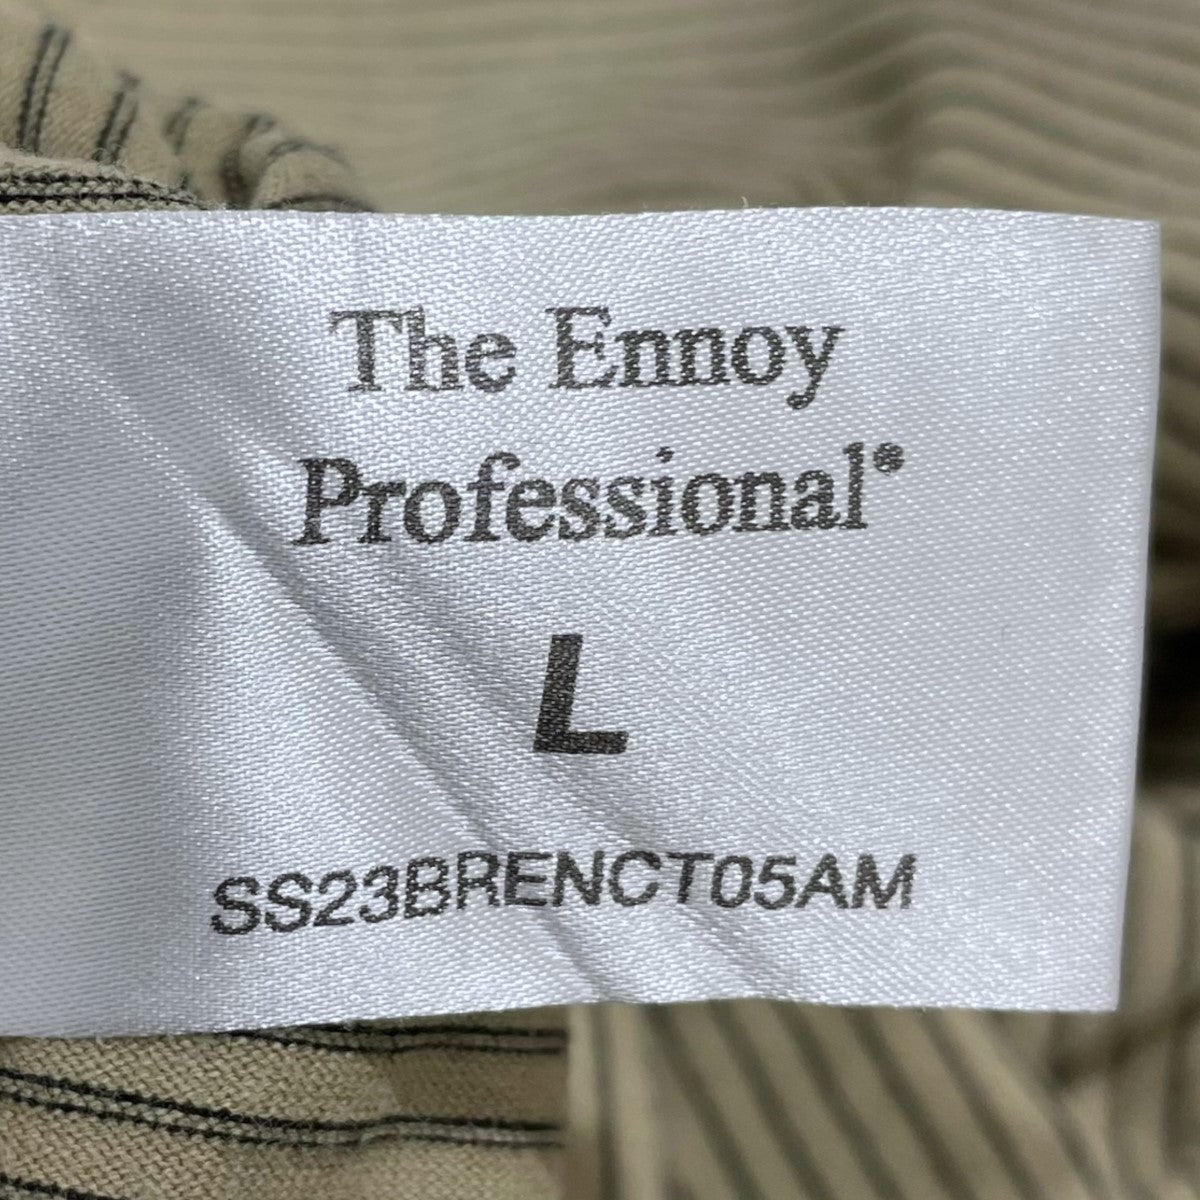 The Ennoy
Professional®
L
SS23BRENCT05AM